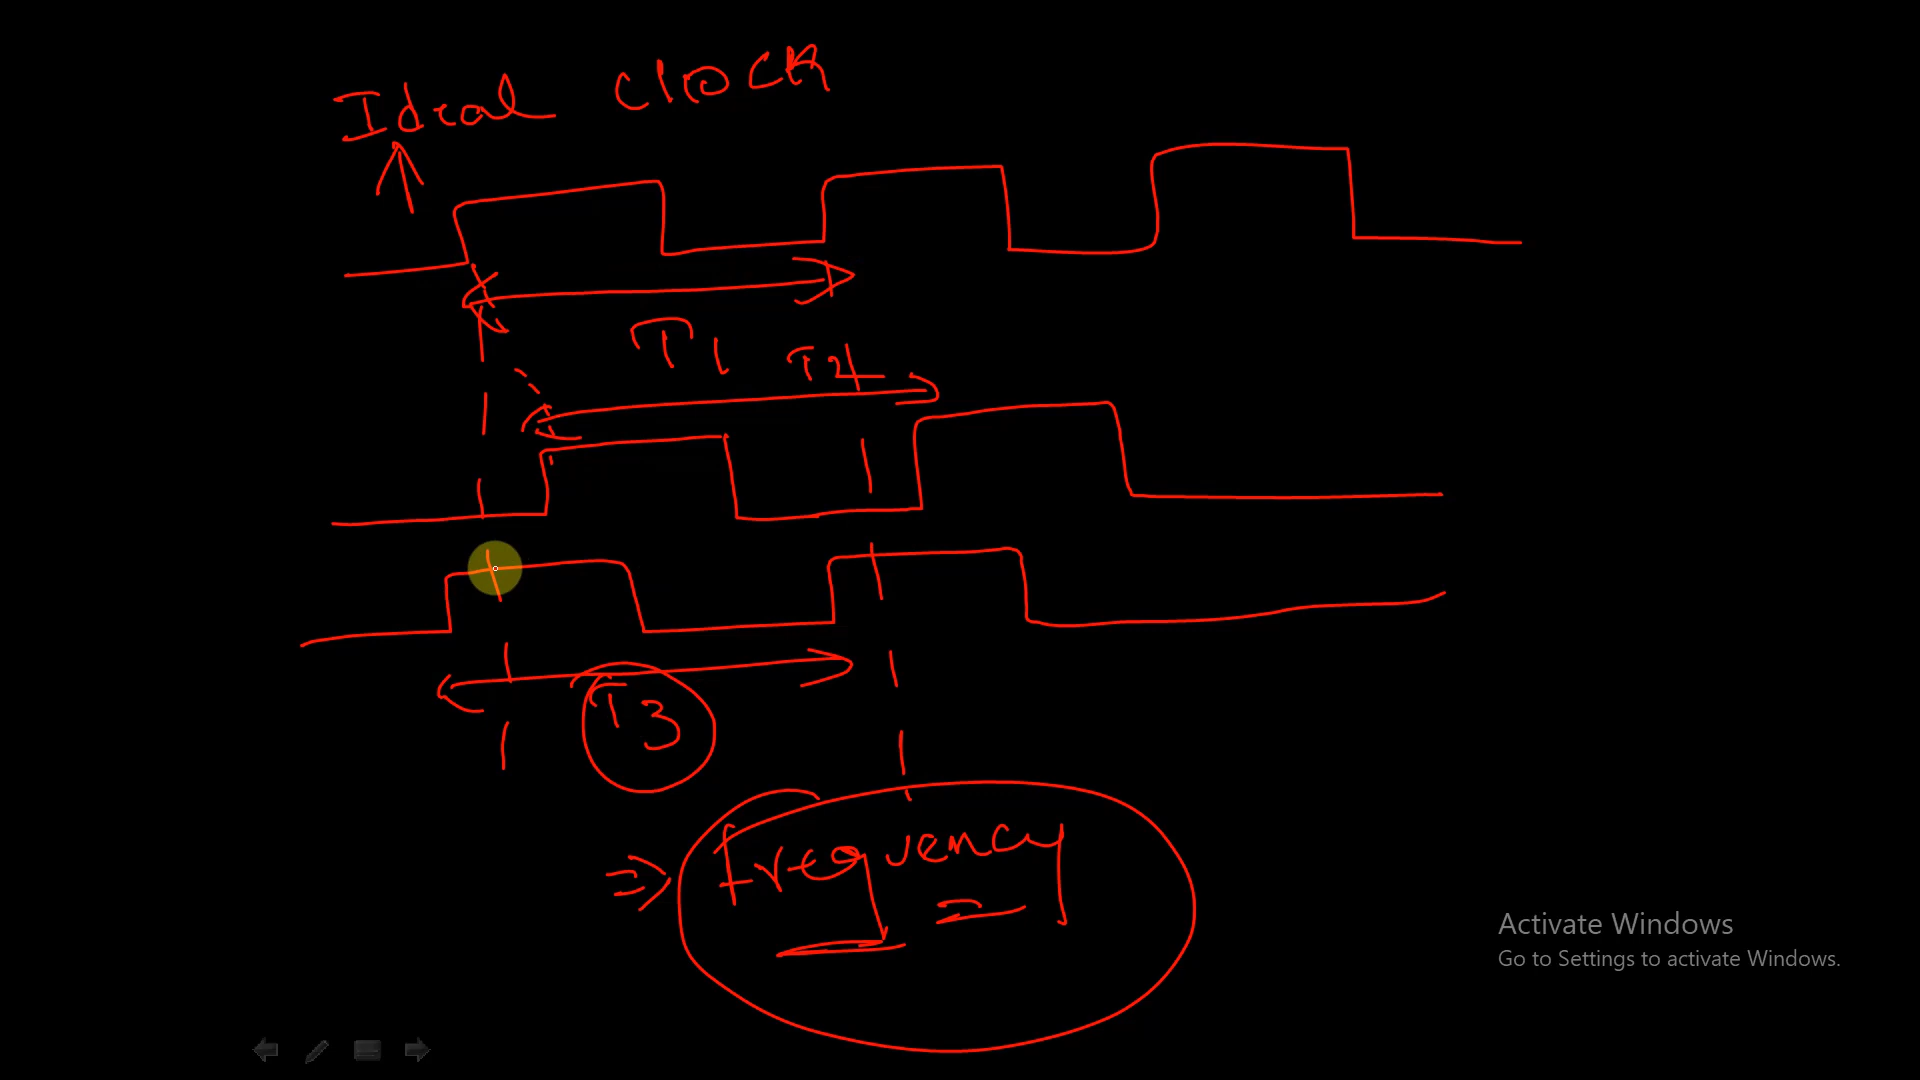 Ideal clock
T1
T2
T3
⇒ frequency
Activate Windows
Go to Settings to activate Windows.